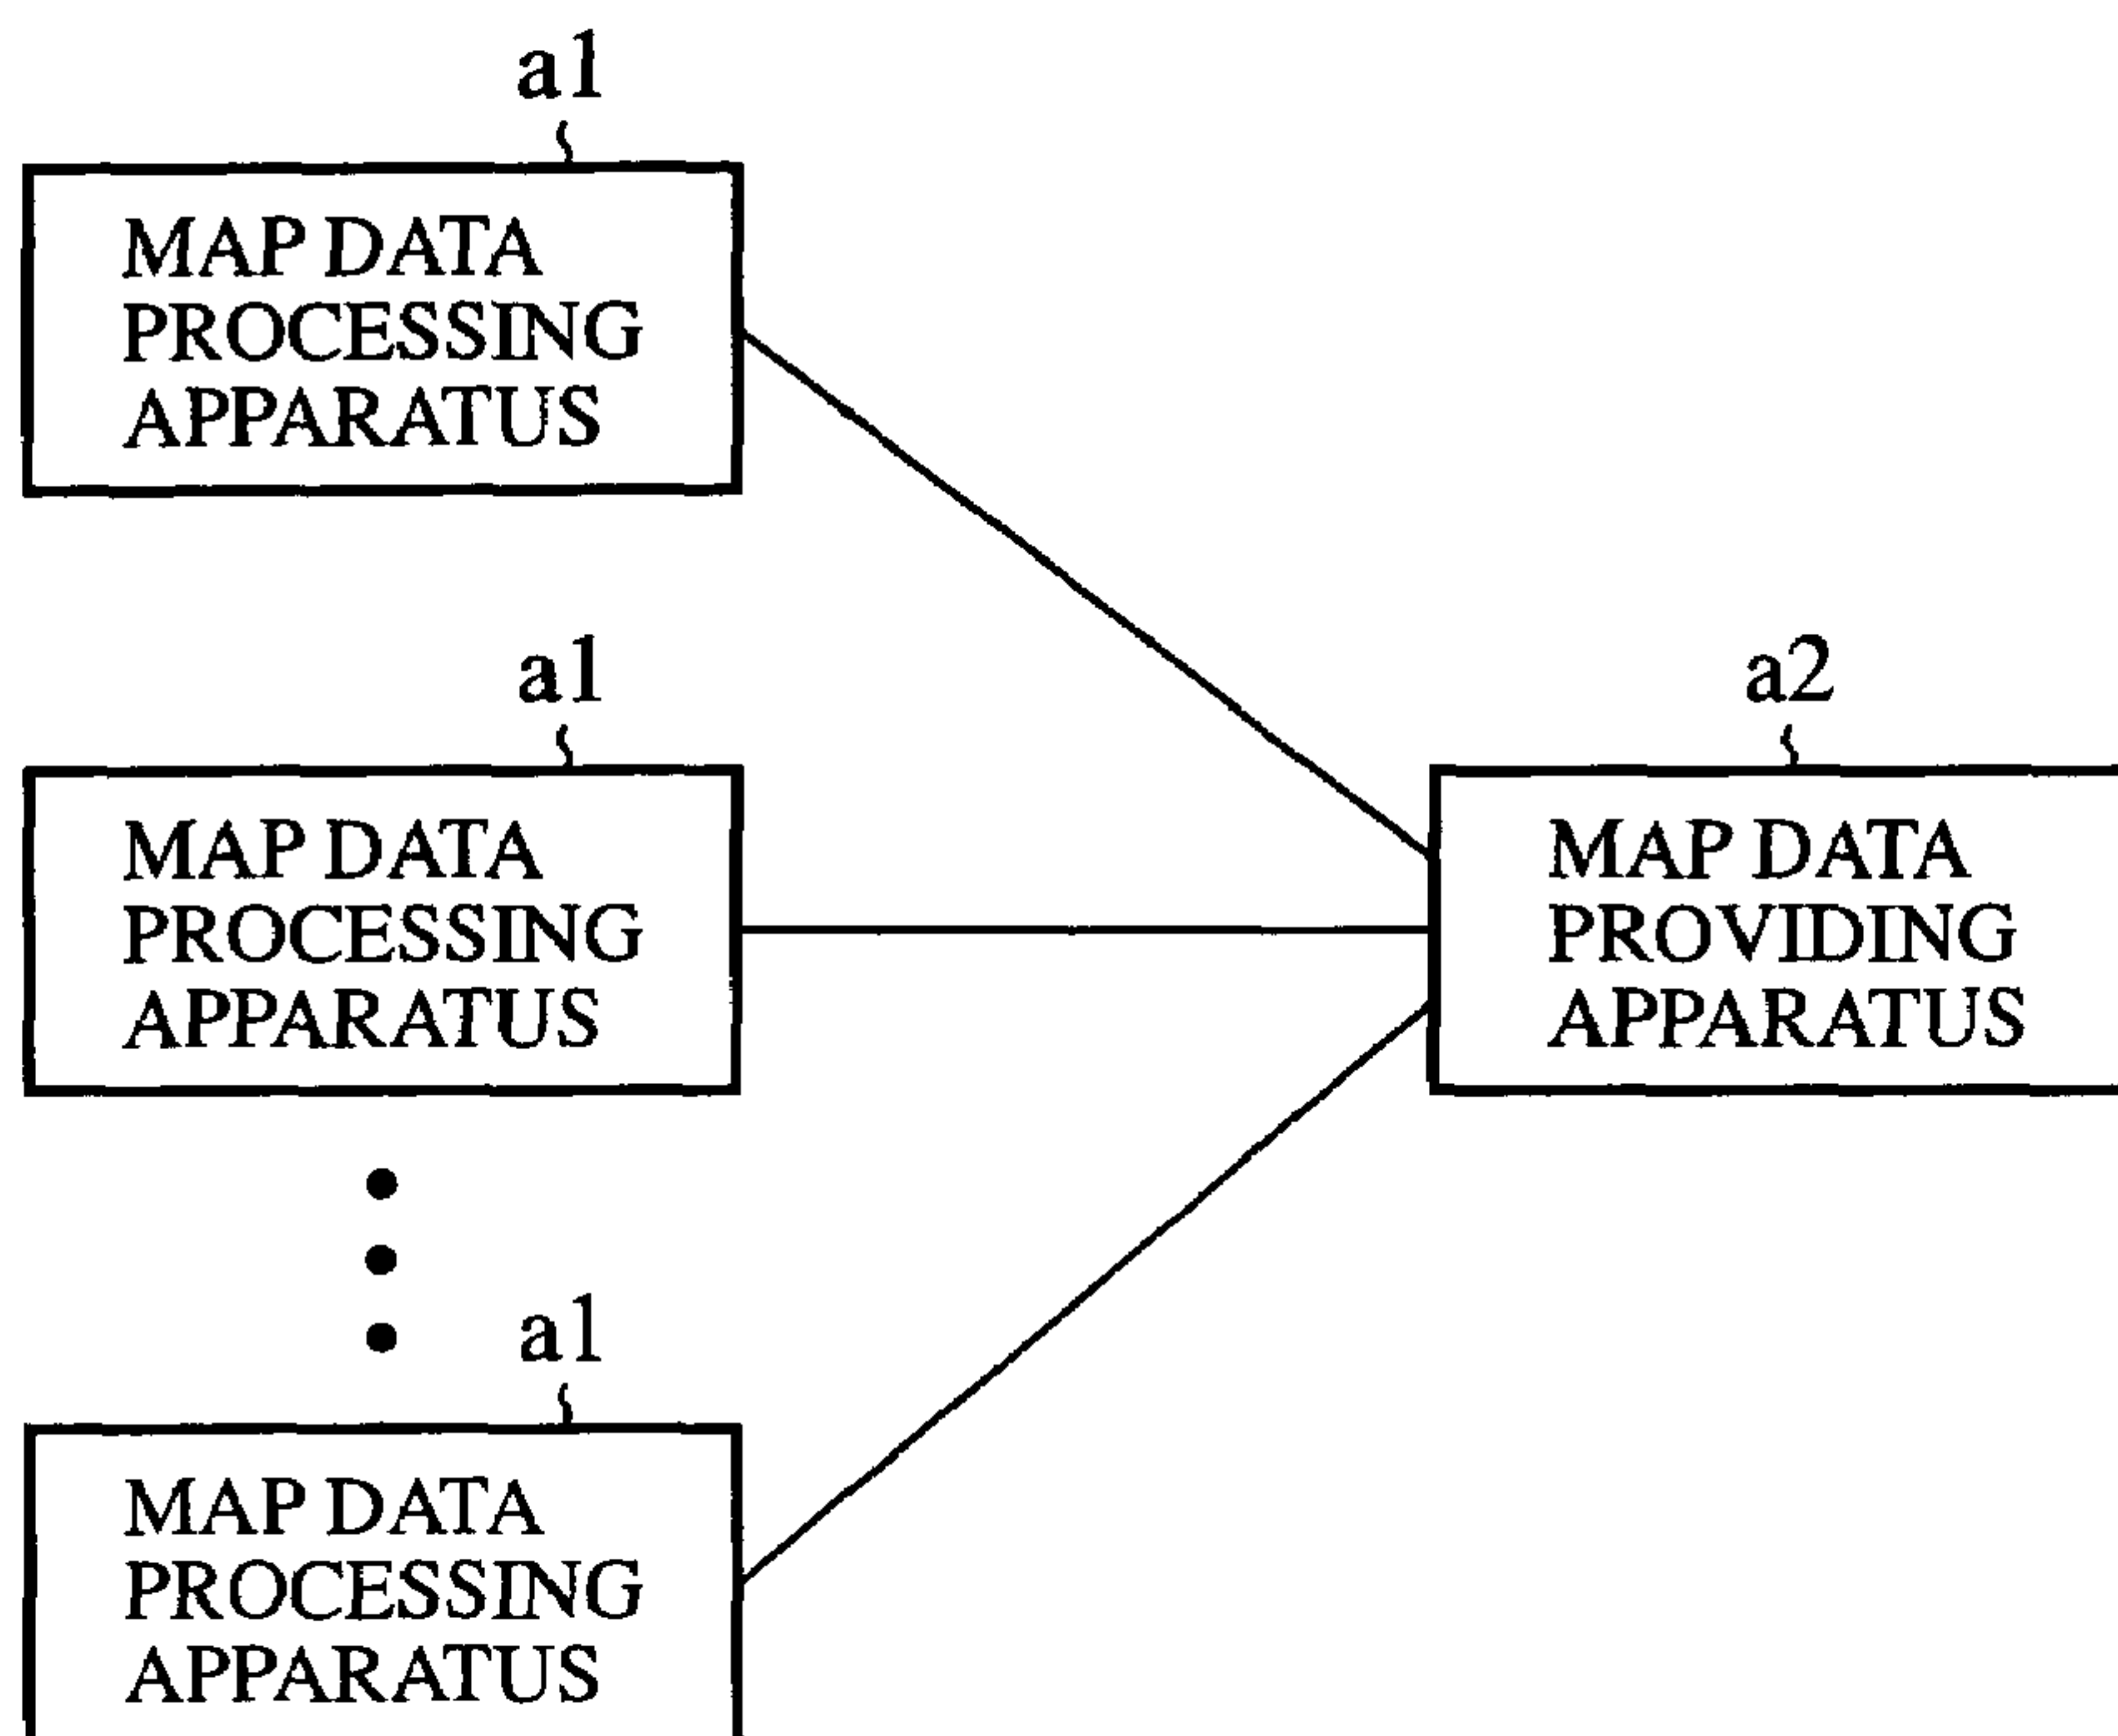 a1
MAP DATA
PROCESSING
APPARATUS
a1
MAP DATA
PROCESSING
APPARATUS
a2
MAP DATA
PROVIDING
APPARATUS
a1
MAP DATA
PROCESSING
APPARATUS